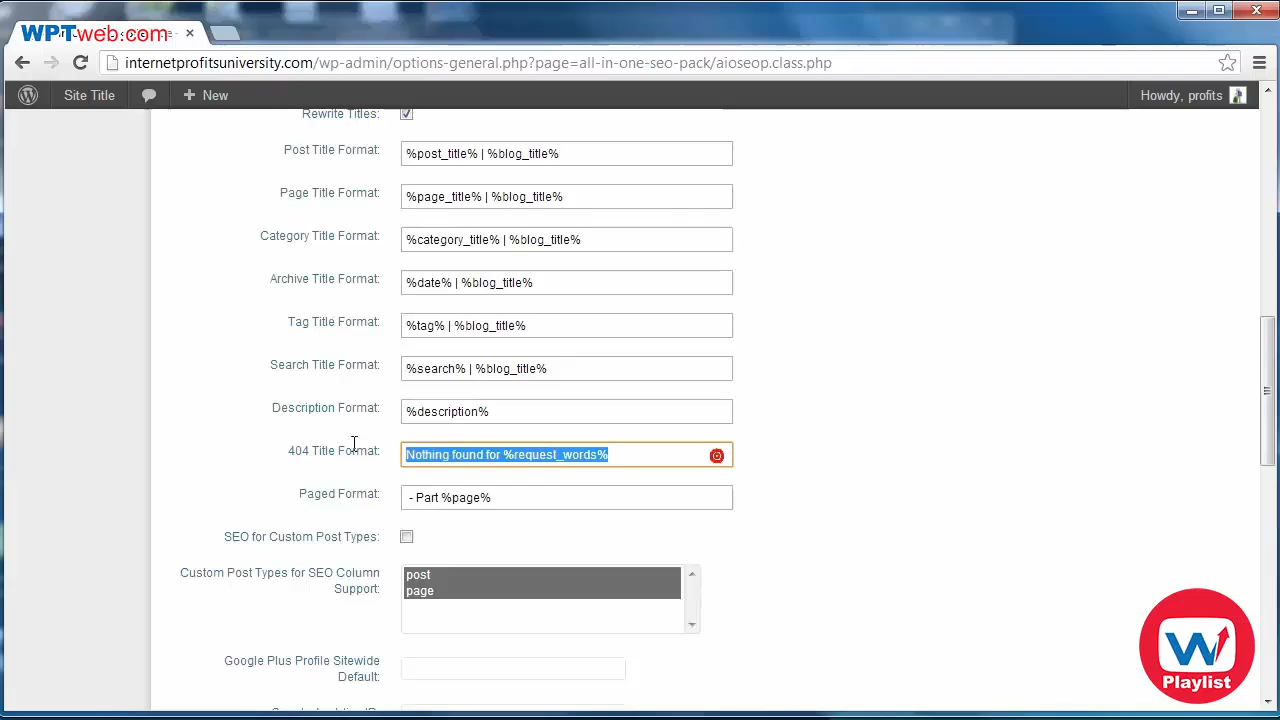 WPTweb.com
internetprofitsuniversity.com/wp-admin/options-general.php?page=all-in-one-seo-pack/aioseop.class.php
Site Title
New
Howdy, profits
Rewrite Titles:
Post Title Format: %post_title% | %blog_title%
Page Title Format: %page_title% | %blog_title%
Category Title Format: %category_title% | %blog_title%
Archive Title Format: %date% | %blog_title%
Tag Title Format: %tag% | %blog_title%
Search Title Format: %search% | %blog_title%
Description Format: %description%
404 Title Format: Nothing found for %request_words%
Paged Format: - Part %page%
SEO for Custom Post Types:
Custom Post Types for SEO Column
Support:
post
page
Google Plus Profile Sitewide
Default:
W
Playlist